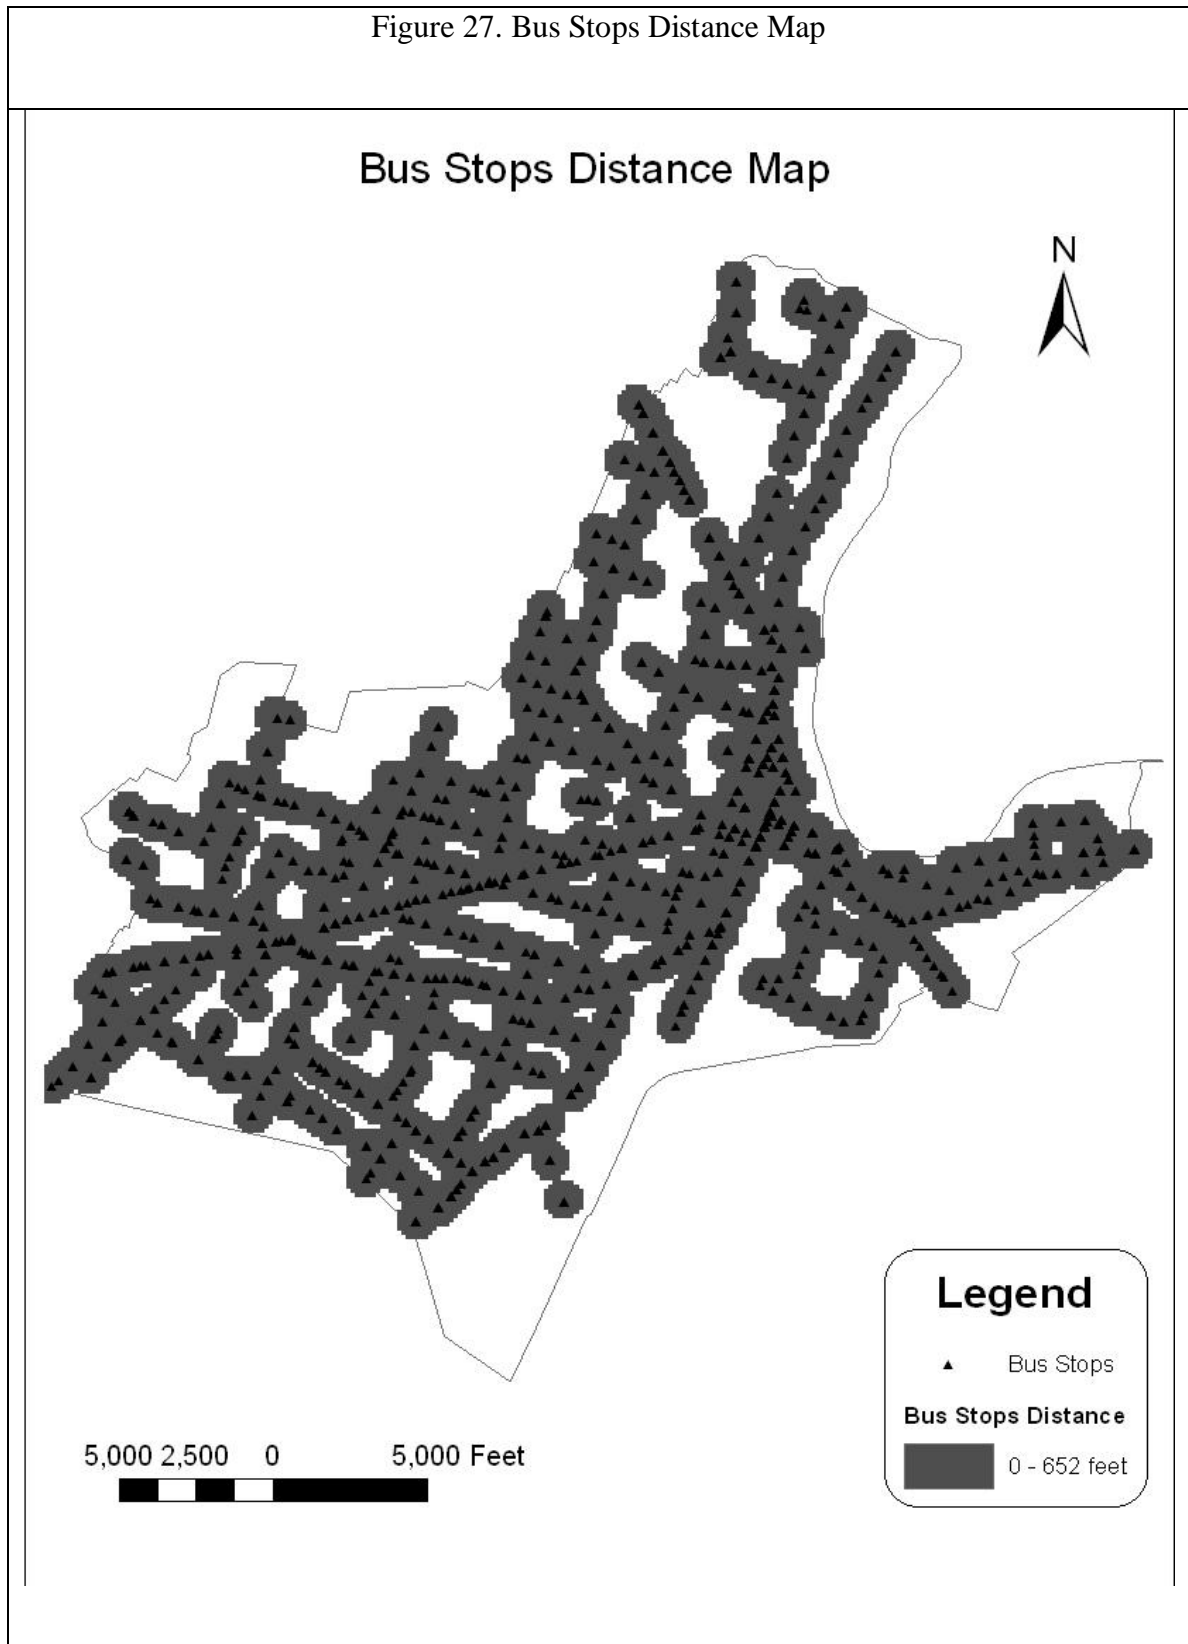 Figure 27. Bus Stops Distance Map
Bus Stops Distance Map
N
Legend
Bus Stops
Bus Stops Distance
0 - 652 feet
5,000 2,500 0 5,000 Feet